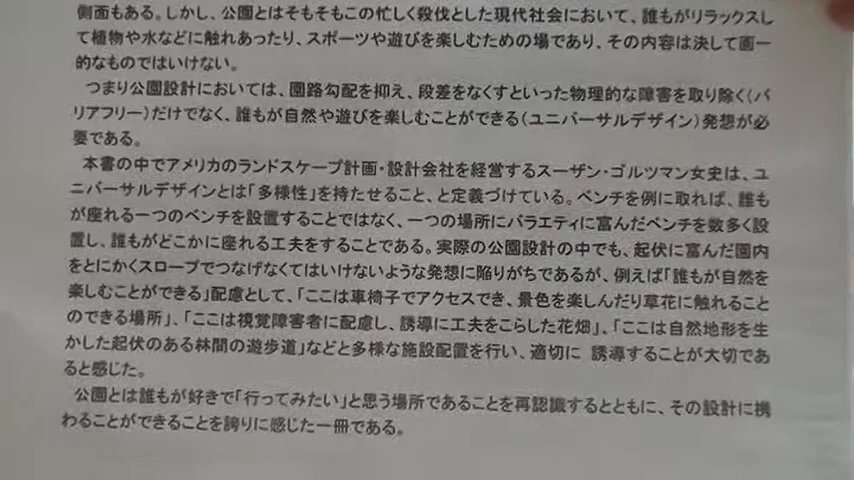 側面もある。しかし、公園とはそもそもこの忙しく殺伐とした現代社会において、誰もがリラックスし
て植物や水などに触れあったり、スポーツや遊びを楽しむための場であり、その内容は決して画一
的なものではいけない。
つまり公園設計においては、園路勾配を抑え、段差をなくすといった物理的な障害を取り除く(バ
リアフリー)だけでなく、誰もが自然や遊びを楽しむことができる(ユニバーサルデザイン)発想が必
要である。
本書の中でアメリカのランドスケープ計画・設計会社を経営するスーザン・ゴルツマン女史は、ユ
ニバーサルデザインとは「多様性」を持たせること、と定義づけている。ベンチを例に取れば、誰も
が座れる一つのベンチを設置することではなく、一つの場所にバラエティに富んだベンチを数多く設
置し、誰もがどこかに座れる工夫をすることである。実際の公園設計の中でも、起伏に富んだ園内
をとにかくスロープでつなげなくてはいけないような発想に陥りがちであるが、例えば「誰もが自然を
楽しむことができる」配慮として、「ここは車椅子でアクセスでき、景色を楽しんだり草花に触れること
のできる場所」、「ここは視覚障害者に配慮し、誘導に工夫をこらした花畑」、「ここは自然地形を生
かした起伏のある林間の遊歩道」などと多様な施設配置を行い、適切に 誘導することが大切であ
ると感じた。
公園とは誰もが好きで「行ってみたい」と思う場所であることを再認識するとともに、その設計に携
わることができることを誇りに感じた一冊である。